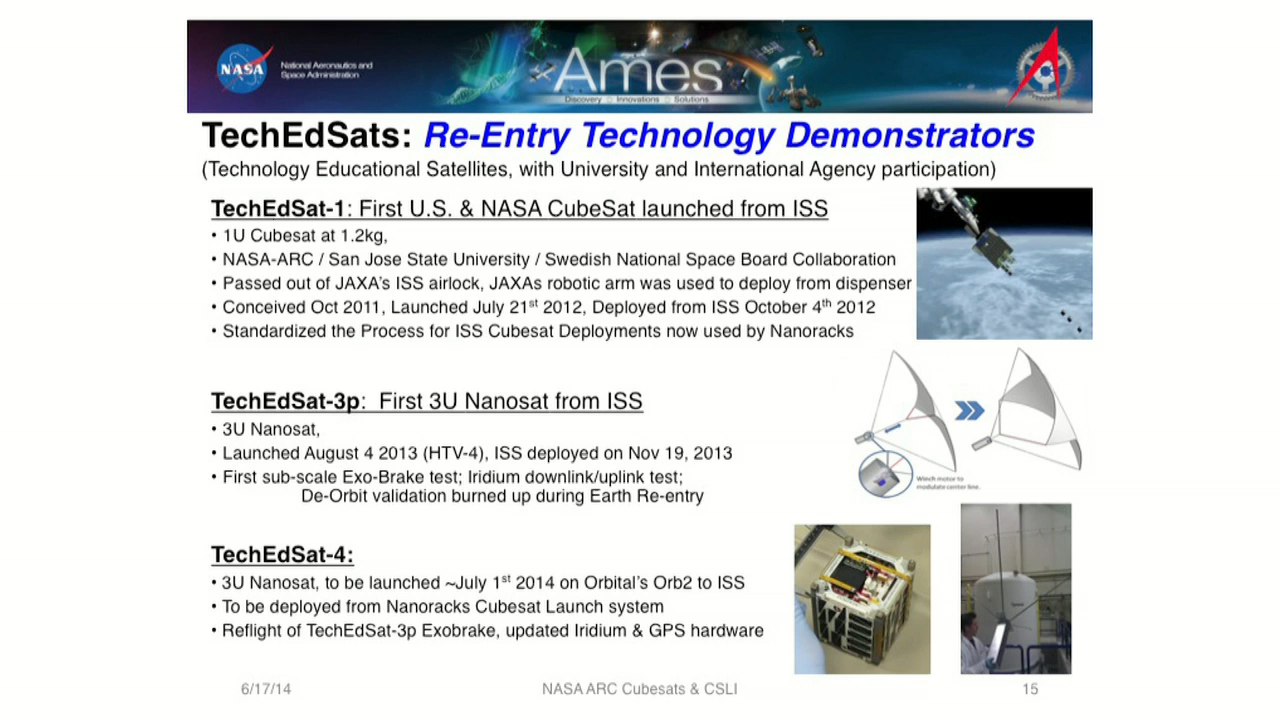 NASA
National Aeronautics and
Space Administration
Ames
Discovery Innovations Solutions
TechEdSats: Re-Entry Technology Demonstrators
(Technology Educational Satellites, with University and International Agency participation)
TechEdSat-1: First U.S. & NASA CubeSat launched from ISS
• 1U Cubesat at 1.2kg,
• NASA-ARC / San Jose State University / Swedish National Space Board Collaboration
• Passed out of JAXA's ISS airlock, JAXAs robotic arm was used to deploy from dispenser
• Conceived Oct 2011, Launched July 21st 2012, Deployed from ISS October 4th 2012
• Standardized the Process for ISS Cubesat Deployments now used by Nanoracks
TechEdSat-3p: First 3U Nanosat from ISS
• 3U Nanosat,
• Launched August 4 2013 (HTV-4), ISS deployed on Nov 19, 2013
• First sub-scale Exo-Brake test; Iridium downlink/uplink test;
De-Orbit validation burned up during Earth Re-entry
Winch motor to
modulate center line.
TechEdSat-4:
• 3U Nanosat, to be launched ~July 1st 2014 on Orbital's Orb2 to ISS
• To be deployed from Nanoracks Cubesat Launch system
• Reflight of TechEdSat-3p Exobrake, updated Iridium & GPS hardware
6/17/14
NASA ARC Cubesats & CSLI
15